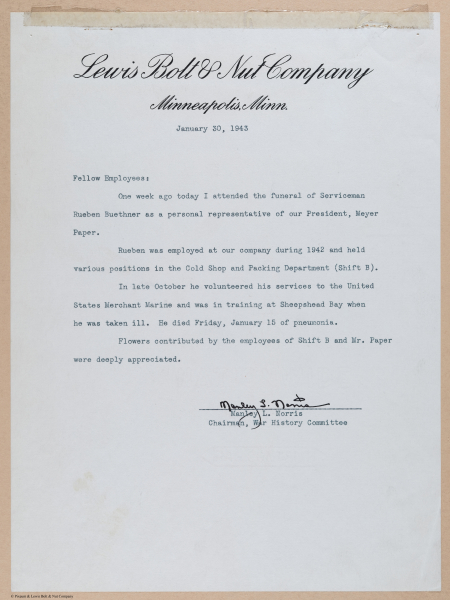 Lewis Bolt & Nut Company
Minneapolis, Minn.
January 30, 1943
Fellow Employees:
One week ago today I attended the funeral of Serviceman
Rueben Buethner as a personal representative of our President, Meyer
Paper.
Rueben was employed at our company during 1942 and held
various positions in the Cold Shop and Packing Department (Shift B).
In late October he volunteered his services to the United
States Merchant Marine and was in training at Sheepshead Bay when
he was taken ill. He died Friday, January 15 of pneuconia.
Flowers contributed by the employees of Shift B and Mr. Paper
were deeply appreciated.
Manley L. Norris
Manley L. Norris
Chairman, War History Committee